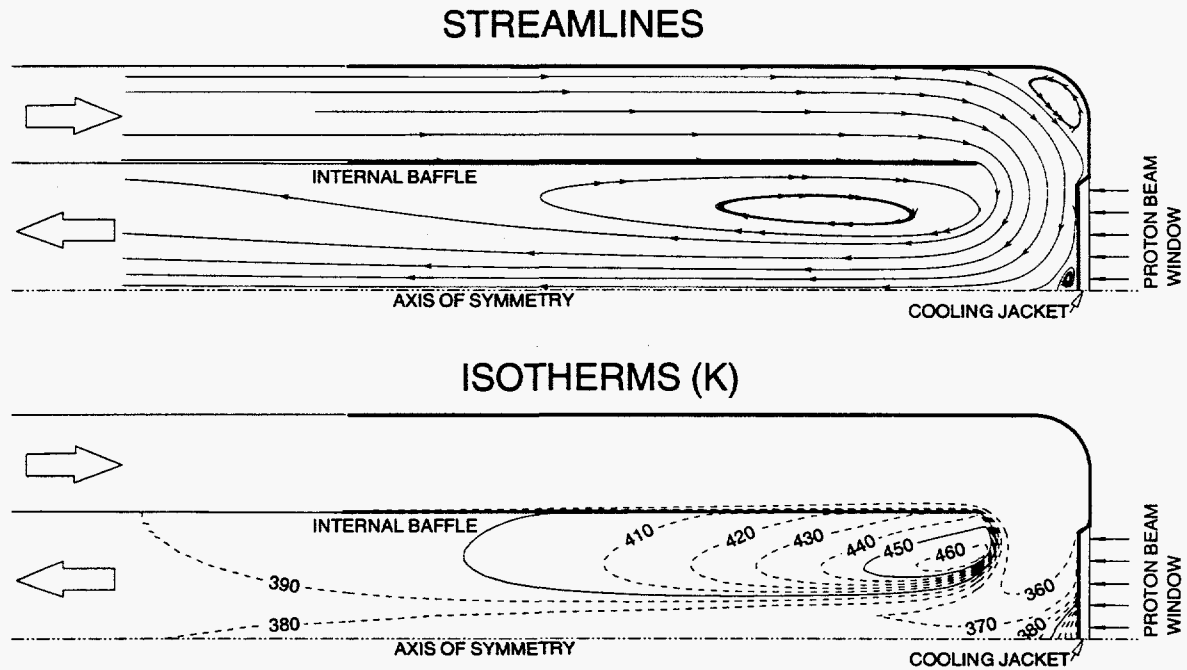 STREAMLINES
INTERNAL BAFFLE
AXIS OF SYMMETRY
COOLING JACKET
PROTON BEAM
WINDOW
ISOTHERMS (K)
INTERNAL BAFFLE
410
420
430
440
450
460
390
380
360
370
380
AXIS OF SYMMETRY
COOLING JACKET
PROTON BEAM
WINDOW